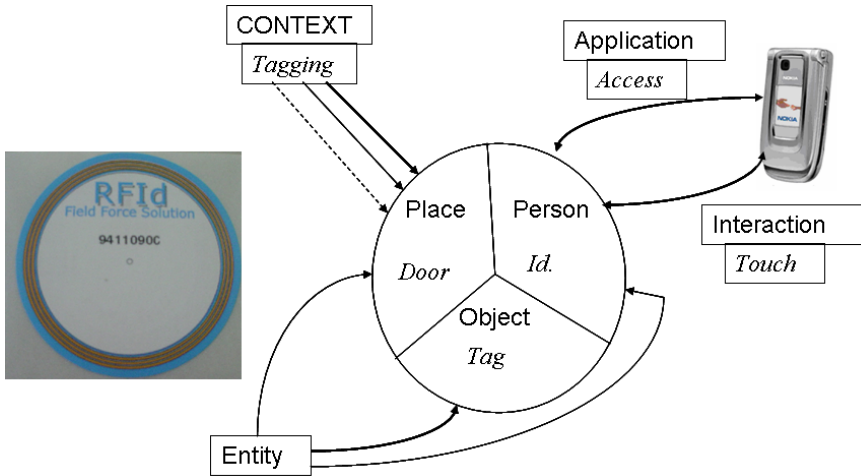 CONTEXT
Tagging
Application
Access
NOKIA
NOKIA
RFId
Field Force Solution
9411090C
Place
Person
Interaction
Door
Id.
Touch
Object
Tag
Entity